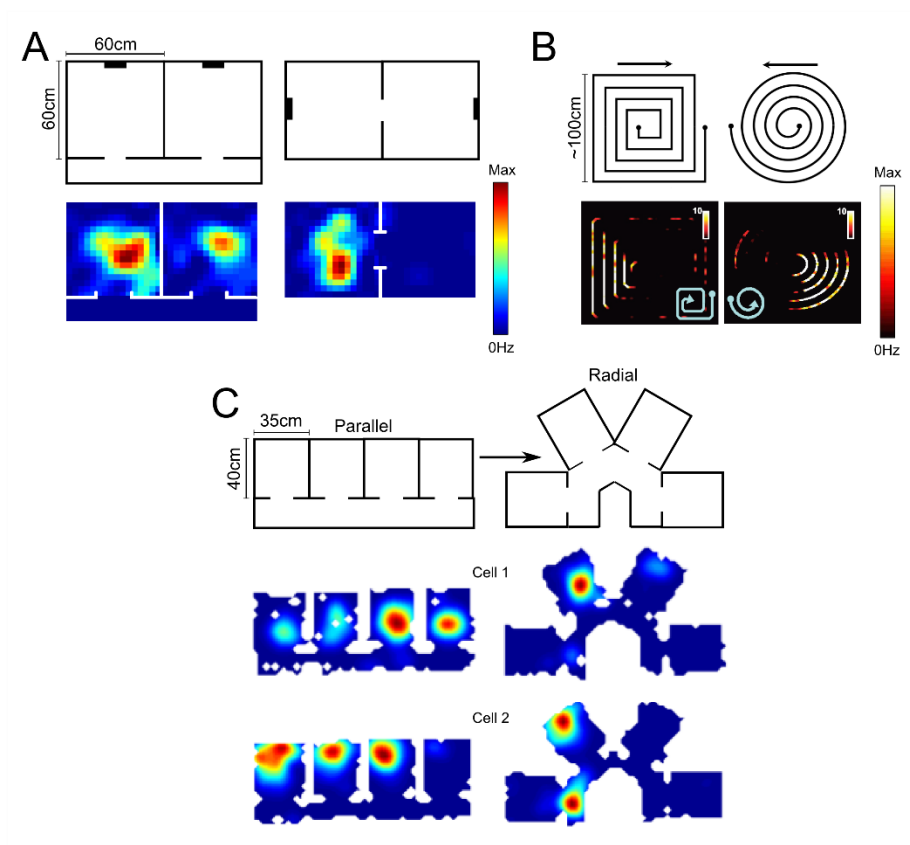 A
60cm
60cm
Max
0Hz
B
~100cm
10
10
Max
0Hz
C
35cm
Parallel
Radial
40cm
Cell 1
Cell 2